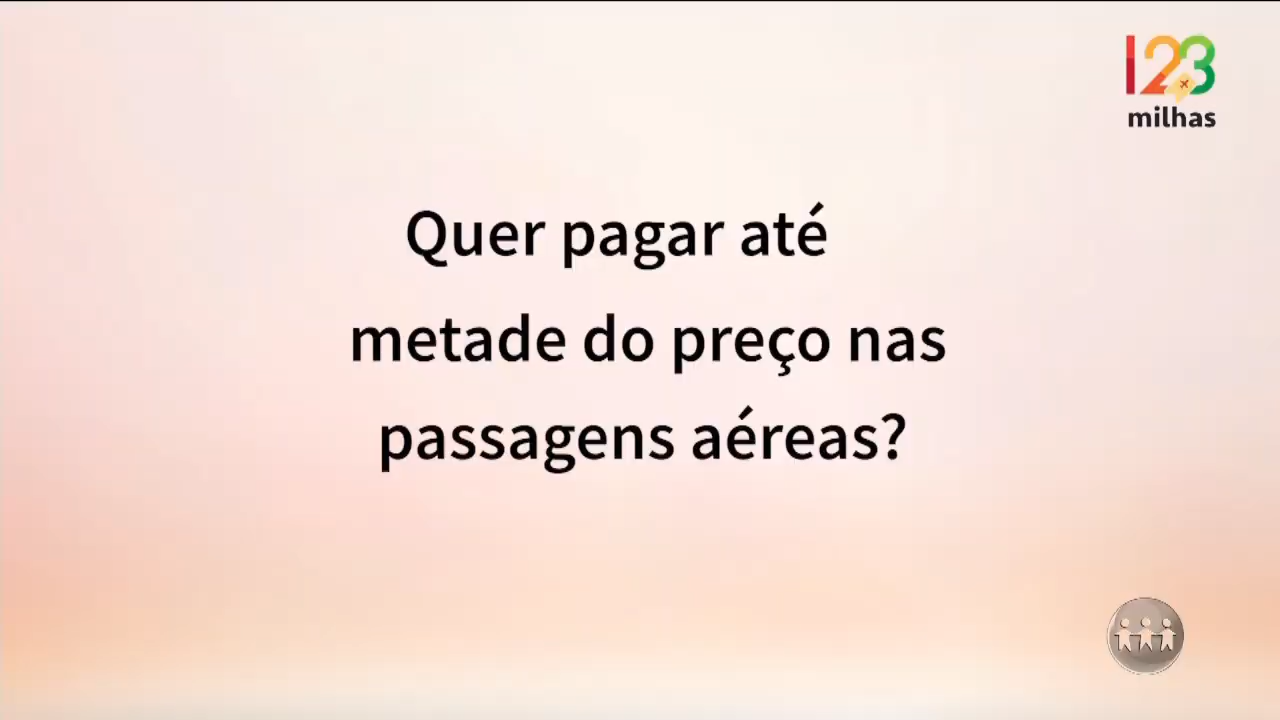 123
milhas
Quer pagar até
metade do preço nas
passagens aéreas?